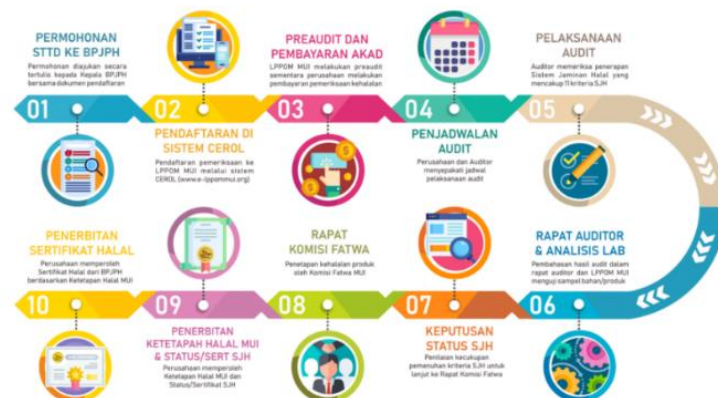 PERMOHONAN
STTD KE BPJPH
Permohonan diajukan secara
tertulis kepada Kepala BPJPH
bersama dokumen pendaftaran
01
02
PENDAFTARAN DI
SISTEM CEROL
Pendaftaran pemeriksaan ke
LPPOM MUI melalui sistem
CEROL (www.e-lppommui.org)
PREAUDIT DAN
PEMBAYARAN AKAD
LPPOM MUI melakukan preaudit
sementara perusahaan melakukan
pembayaran pemeriksaan kehalalan
03
04
PENJADWALAN
AUDIT
Perusahaan dan Auditor
menyepakati jadwal
pelaksanaan audit
PELAKSANAAN
AUDIT
Auditor memeriksa penerapan
Sistem Jaminan Halal yang
mencakup 11 kriteria SJH
05
RAPAT AUDITOR
& ANALISIS LAB
Pembahasan hasil audit dalam
rapat auditor dan LPPOM MUI
menguji sampel bahan/produk
06
07
KEPUTUSAN
STATUS SJH
Penilaian kecukupan
pemenuhan kriteria SJH untuk
lanjut ke Rapat Komisi Fatwa
RAPAT
KOMISI FATWA
Penetapan kehalalan produk
oleh Komisi Fatwa MUI
08
09
PENERBITAN
KETETAPAH HALAL MUI
& STATUS/SERT SJH
Perusahaan memperoleh
Ketetapan Halal MUI dan
Status/Sertifikat SJH
PENERBITAN
SERTIFIKAT HALAL
Perusahaan memperoleh
Sertifikat Halal dari BPJPH
berdasarkan Ketetapan Halal MUI
10